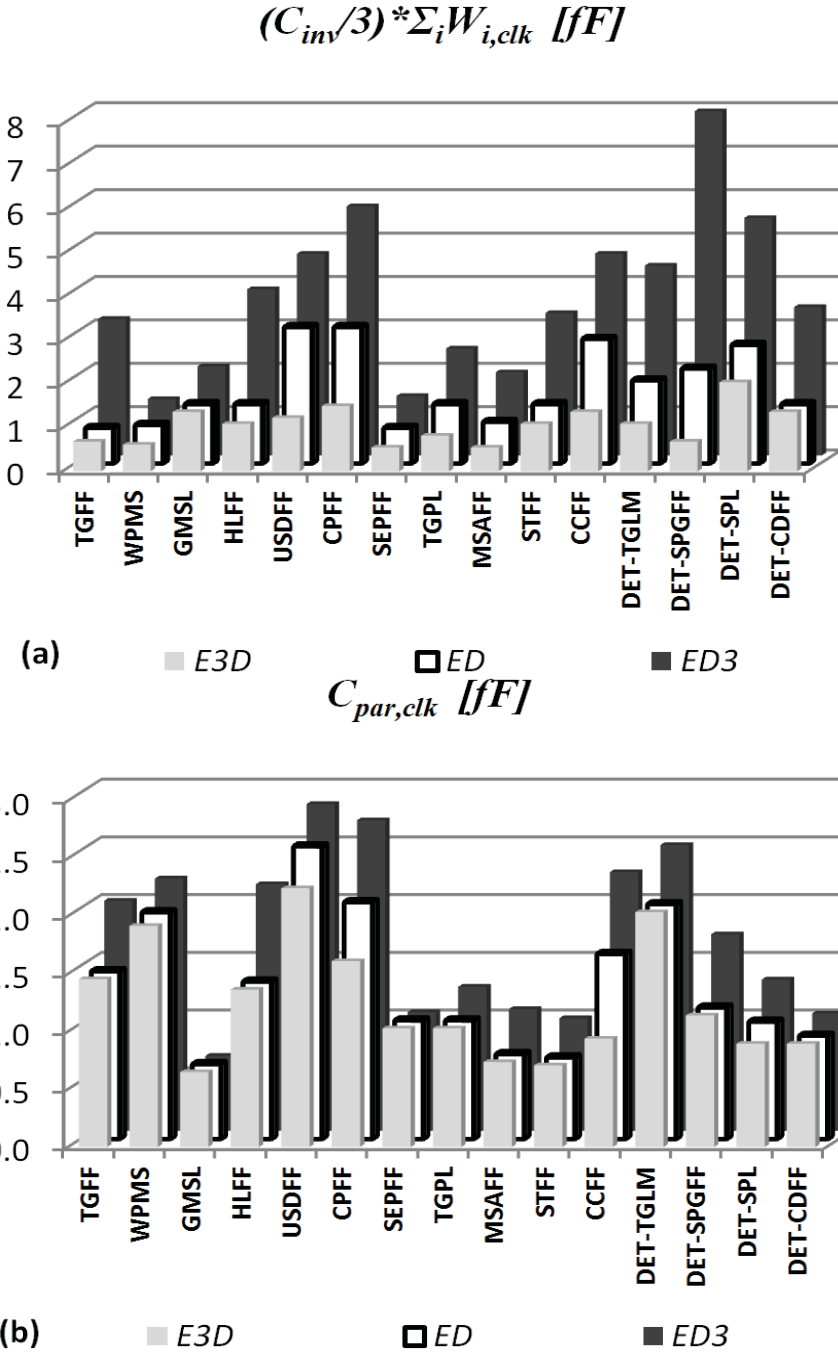 (C_inv/3)*Σ_iW_i,clk [fF]
8
7
6
5
4
3
2
1
0
TGFF WPMS GMSL HLFF USDFF CPFF SEPFF TGPL MSAFF STFF CCFF DET-TGLM DET-SPGFF DET-SPL DET-CDFF
(a) E3D ED ED3
C_par,clk [fF]
.0
.5
.0
.5
.0
.5
.0
TGFF WPMS GMSL HLFF USDFF CPFF SEPFF TGPL MSAFF STFF CCFF DET-TGLM DET-SPGFF DET-SPL DET-CDFF
(b) E3D ED ED3